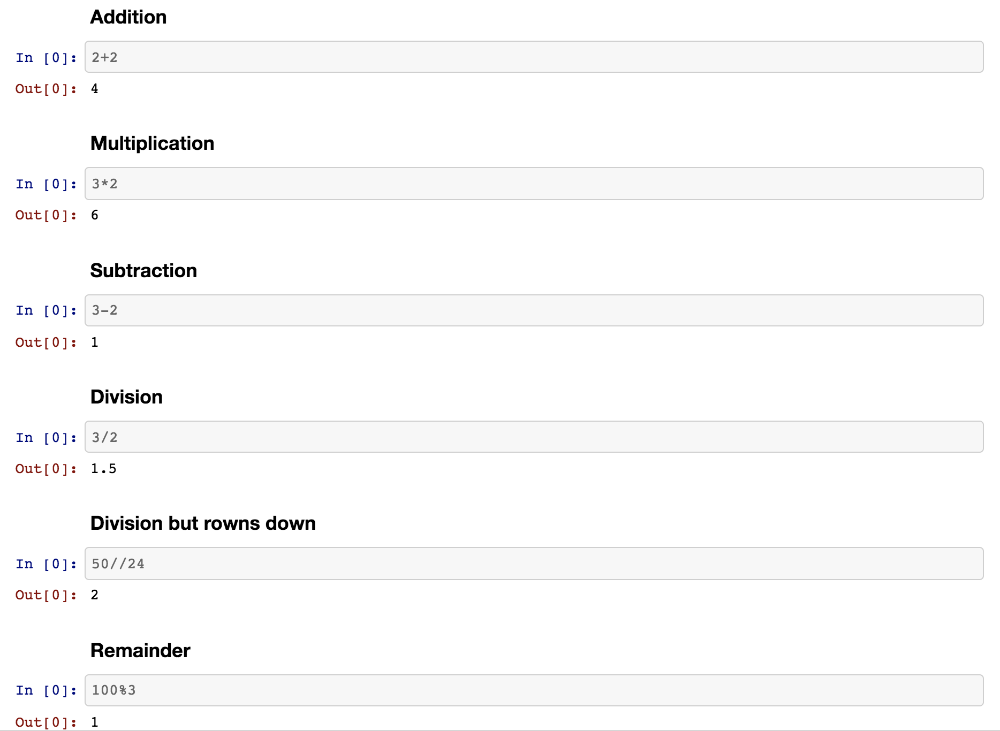 Addition
In [0]: 2+2
Out[0]: 4
Multiplication
In [0]: 3*2
Out[0]: 6
Subtraction
In [0]: 3-2
Out[0]: 1
Division
In [0]: 3/2
Out[0]: 1.5
Division but rowns down
In [0]: 50//24
Out[0]: 2
Remainder
In [0]: 100%3
Out[0]: 1